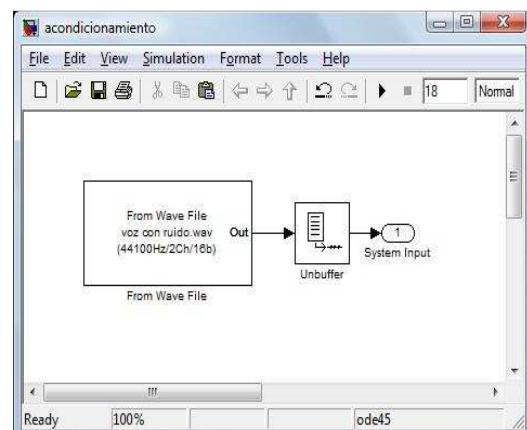 acondicionamiento
File Edit View Simulation Format Tools Help
18 Normal
From Wave File
voz con ruido.wav
(44100Hz/2Ch/16b)
Out
From Wave File
Unbuffer
1
System Input
Ready 100% ode45